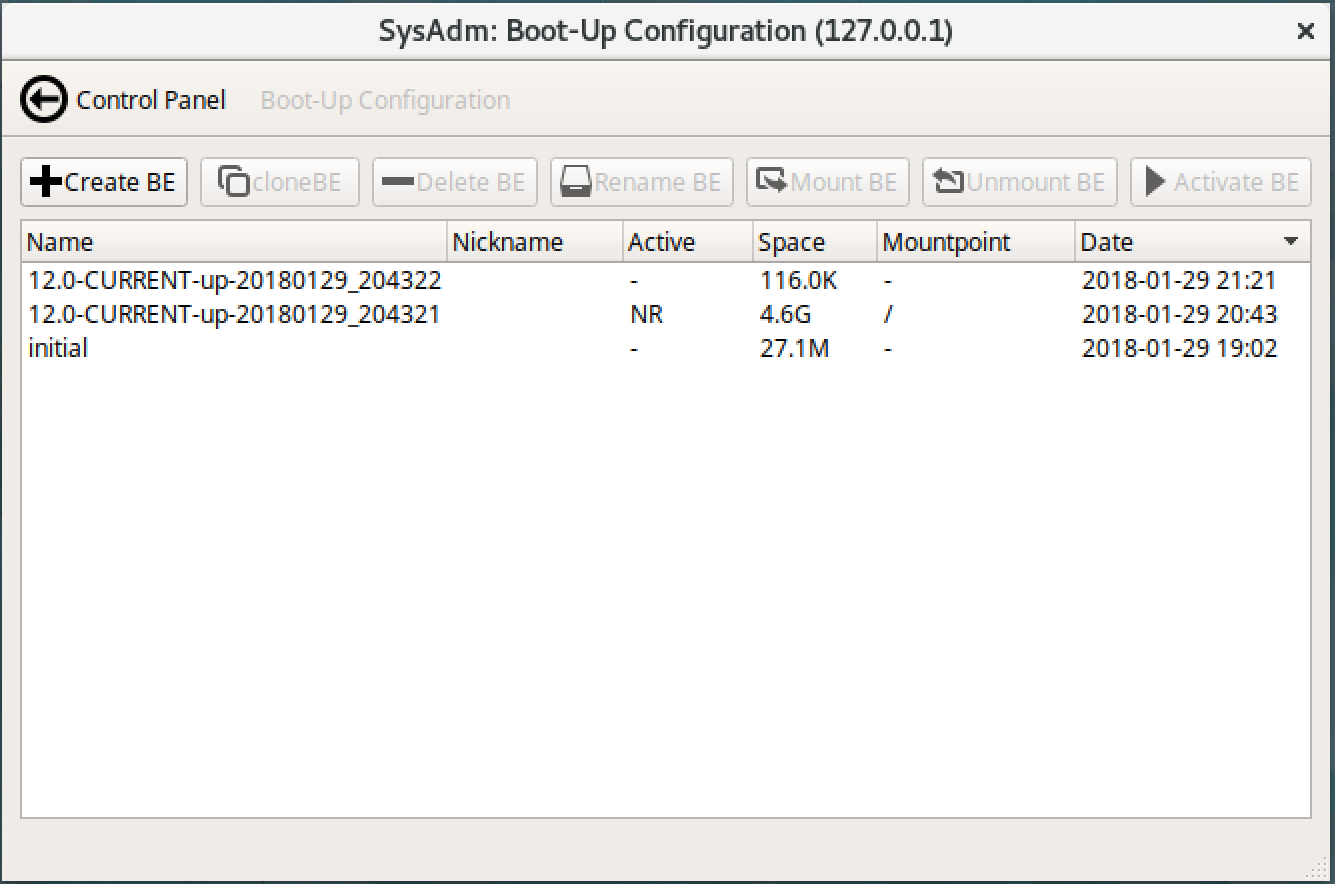 SysAdm: Boot-Up Configuration (127.0.0.1)
Control Panel Boot-Up Configuration
Create BE cloneBE Delete BE Rename BE Mount BE Unmount BE Activate BE
Name Nickname Active Space Mountpoint Date
12.0-CURRENT-up-20180129_204322 - 116.0K - 2018-01-29 21:21
12.0-CURRENT-up-20180129_204321 NR 4.6G / 2018-01-29 20:43
initial - 27.1M - 2018-01-29 19:02